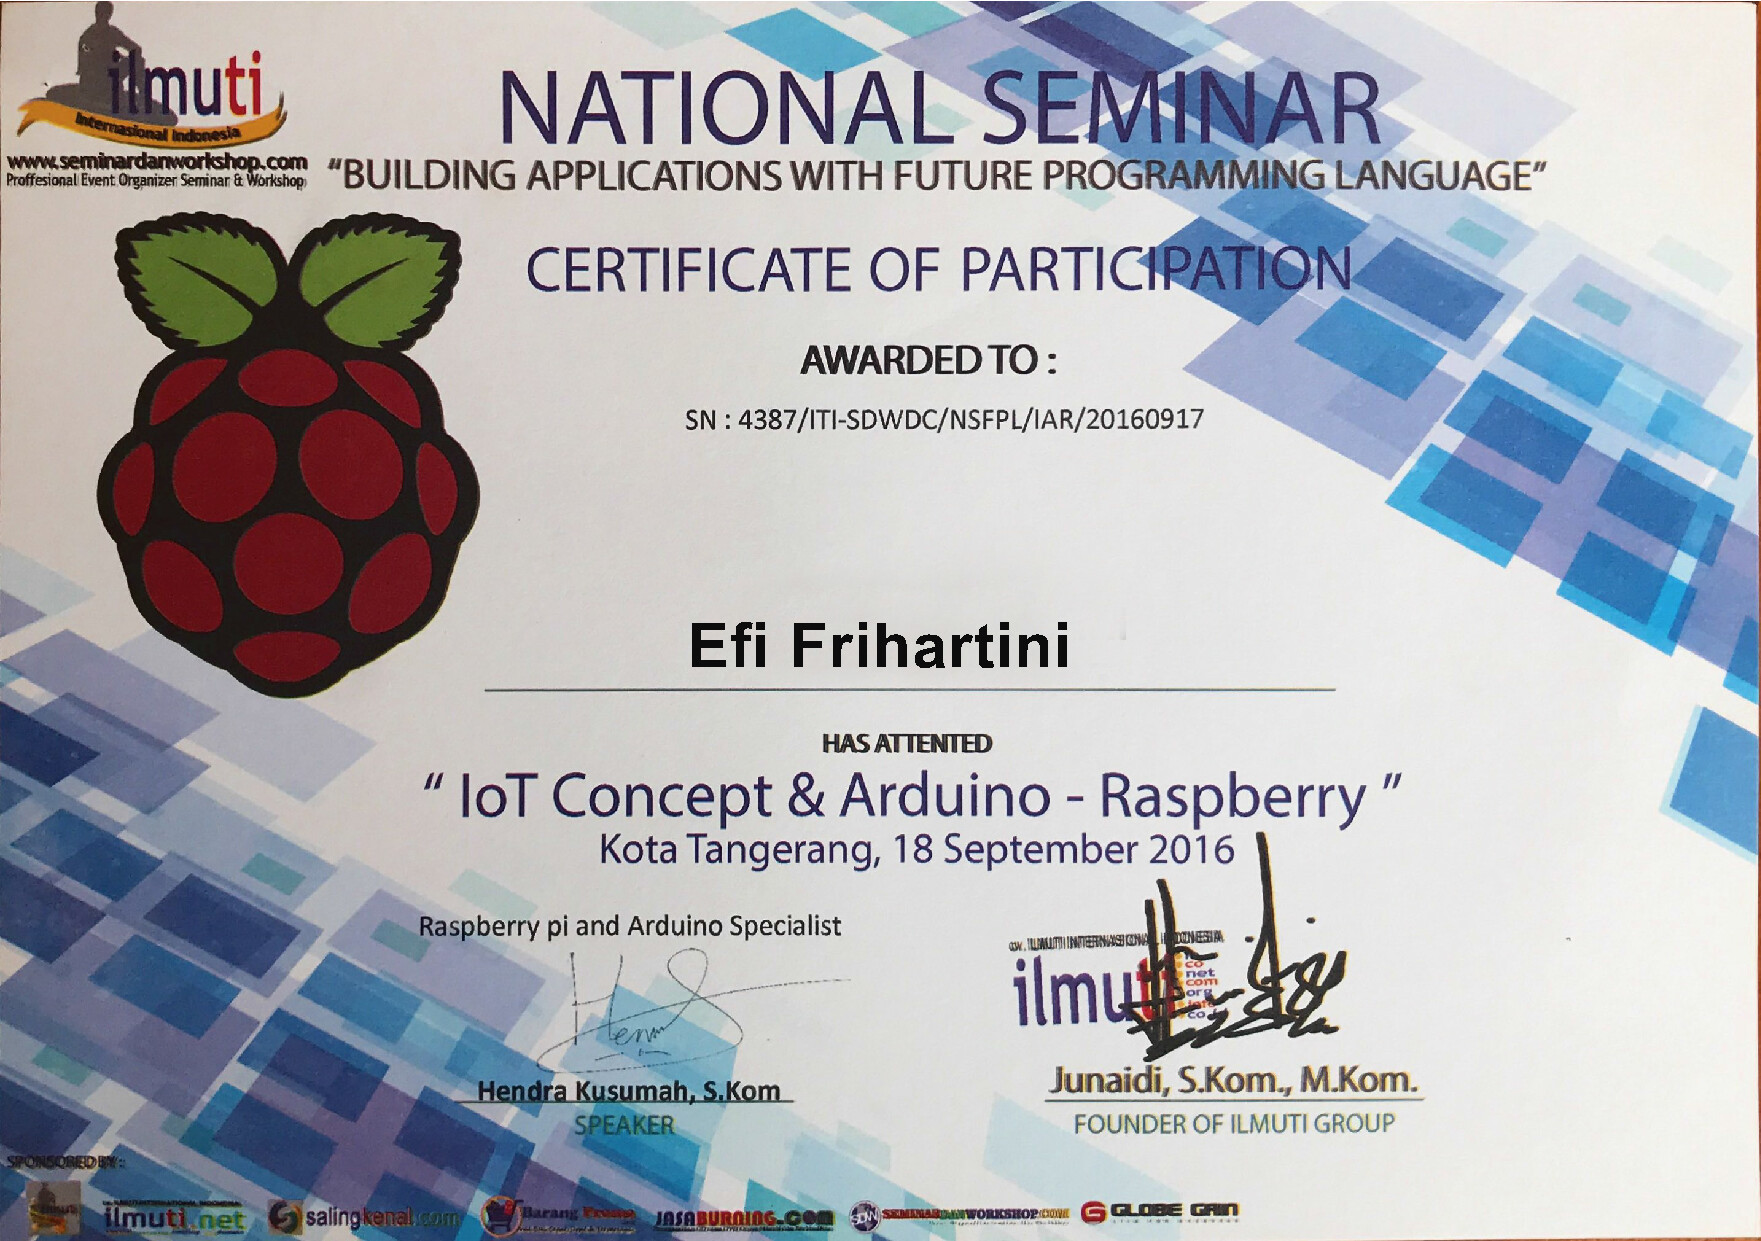 ilmuti
Internasional Indonesia
www.seminardanworkshop.com
Proffesional Event Organizer Seminar & Workshop
NATIONAL SEMINAR
"BUILDING APPLICATIONS WITH FUTURE PROGRAMMING LANGUAGE"
CERTIFICATE OF PARTICIPATION
AWARDED TO :
SN : 4387/ITI-SDWDC/NSFPL/IAR/20160917
Efi Frihartini
HAS ATTENTED
" IoT Concept & Arduino - Raspberry "
Kota Tangerang, 18 September 2016
Raspberry pi and Arduino Specialist
CV. ILMUTI INTERNASIONAL INDONESIA
ilmuti
co
net
com
org
info
co.
Hendra Kusumah, S.Kom
SPEAKER
Junaidi, S.Kom., M.Kom.
FOUNDER OF ILMUTI GROUP
SPONSORED BY :
ilmuti.net
salingkenal.com
Barang Promo
JASABURNING.COM
SDW SEMINARDANWORKSHOP.COM
GLOBE GAIN